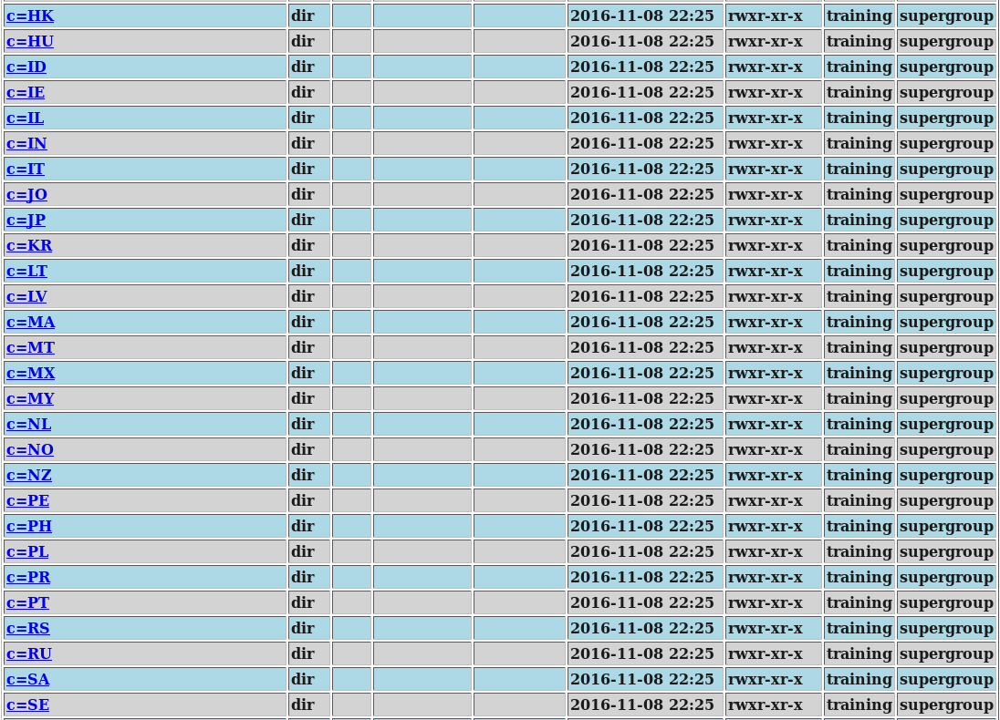 c=HK dir 2016-11-08 22:25 rwxr-xr-x training supergroup
c=HU dir 2016-11-08 22:25 rwxr-xr-x training supergroup
c=ID dir 2016-11-08 22:25 rwxr-xr-x training supergroup
c=IE dir 2016-11-08 22:25 rwxr-xr-x training supergroup
c=IL dir 2016-11-08 22:25 rwxr-xr-x training supergroup
c=IN dir 2016-11-08 22:25 rwxr-xr-x training supergroup
c=IT dir 2016-11-08 22:25 rwxr-xr-x training supergroup
c=JO dir 2016-11-08 22:25 rwxr-xr-x training supergroup
c=JP dir 2016-11-08 22:25 rwxr-xr-x training supergroup
c=KR dir 2016-11-08 22:25 rwxr-xr-x training supergroup
c=LT dir 2016-11-08 22:25 rwxr-xr-x training supergroup
c=LV dir 2016-11-08 22:25 rwxr-xr-x training supergroup
c=MA dir 2016-11-08 22:25 rwxr-xr-x training supergroup
c=MT dir 2016-11-08 22:25 rwxr-xr-x training supergroup
c=MX dir 2016-11-08 22:25 rwxr-xr-x training supergroup
c=MY dir 2016-11-08 22:25 rwxr-xr-x training supergroup
c=NL dir 2016-11-08 22:25 rwxr-xr-x training supergroup
c=NO dir 2016-11-08 22:25 rwxr-xr-x training supergroup
c=NZ dir 2016-11-08 22:25 rwxr-xr-x training supergroup
c=PE dir 2016-11-08 22:25 rwxr-xr-x training supergroup
c=PH dir 2016-11-08 22:25 rwxr-xr-x training supergroup
c=PL dir 2016-11-08 22:25 rwxr-xr-x training supergroup
c=PR dir 2016-11-08 22:25 rwxr-xr-x training supergroup
c=PT dir 2016-11-08 22:25 rwxr-xr-x training supergroup
c=RS dir 2016-11-08 22:25 rwxr-xr-x training supergroup
c=RU dir 2016-11-08 22:25 rwxr-xr-x training supergroup
c=SA dir 2016-11-08 22:25 rwxr-xr-x training supergroup
c=SE dir 2016-11-08 22:25 rwxr-xr-x training supergroup